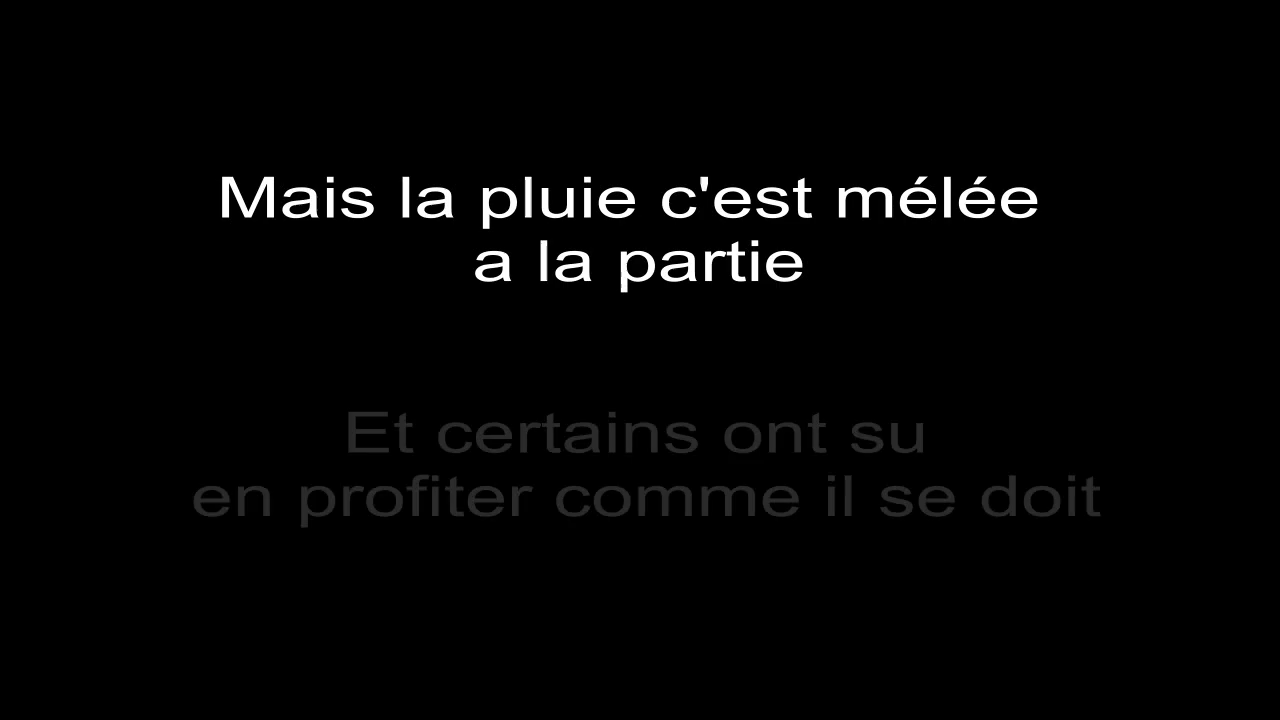 Mais la pluie c'est mélée
a la partie
Et certains ont su
en profiter comme il se doit